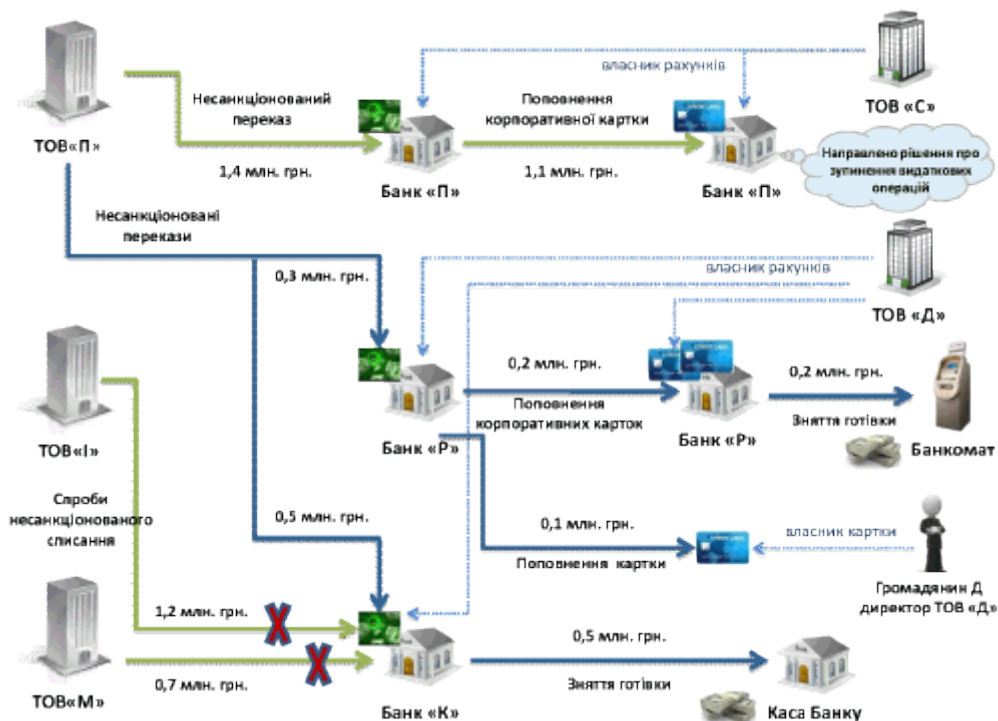 власник рахунків
Несанкціонований
переказ
Поповнення
корпоративної картки
ТОВ «С»
ТОВ«П»
1,4 млн. грн.
Банк «П»
1,1 млн. грн.
Банк «П»
Направлено рішення про
зупинення видаткових
операцій
Несанкціоновані
перекази
0,3 млн. грн.
власник рахунків
ТОВ «Д»
0,2 млн. грн.
0,2 млн. грн.
Поповнення
корпоративних карток
Зняття готівки
ТОВ«І»
Банк «Р»
Банк «Р»
Банкомат
Спроби
несанкціонованого
списання
0,5 млн. грн.
0,1 млн. грн.
власник картки
Поповнення картки
Громадянин Д
директор ТОВ «Д»
1,2 млн. грн.
X
0,5 млн. грн.
X
0,7 млн. грн.
Зняття готівки
ТОВ«М»
Банк «К»
Каса Банку